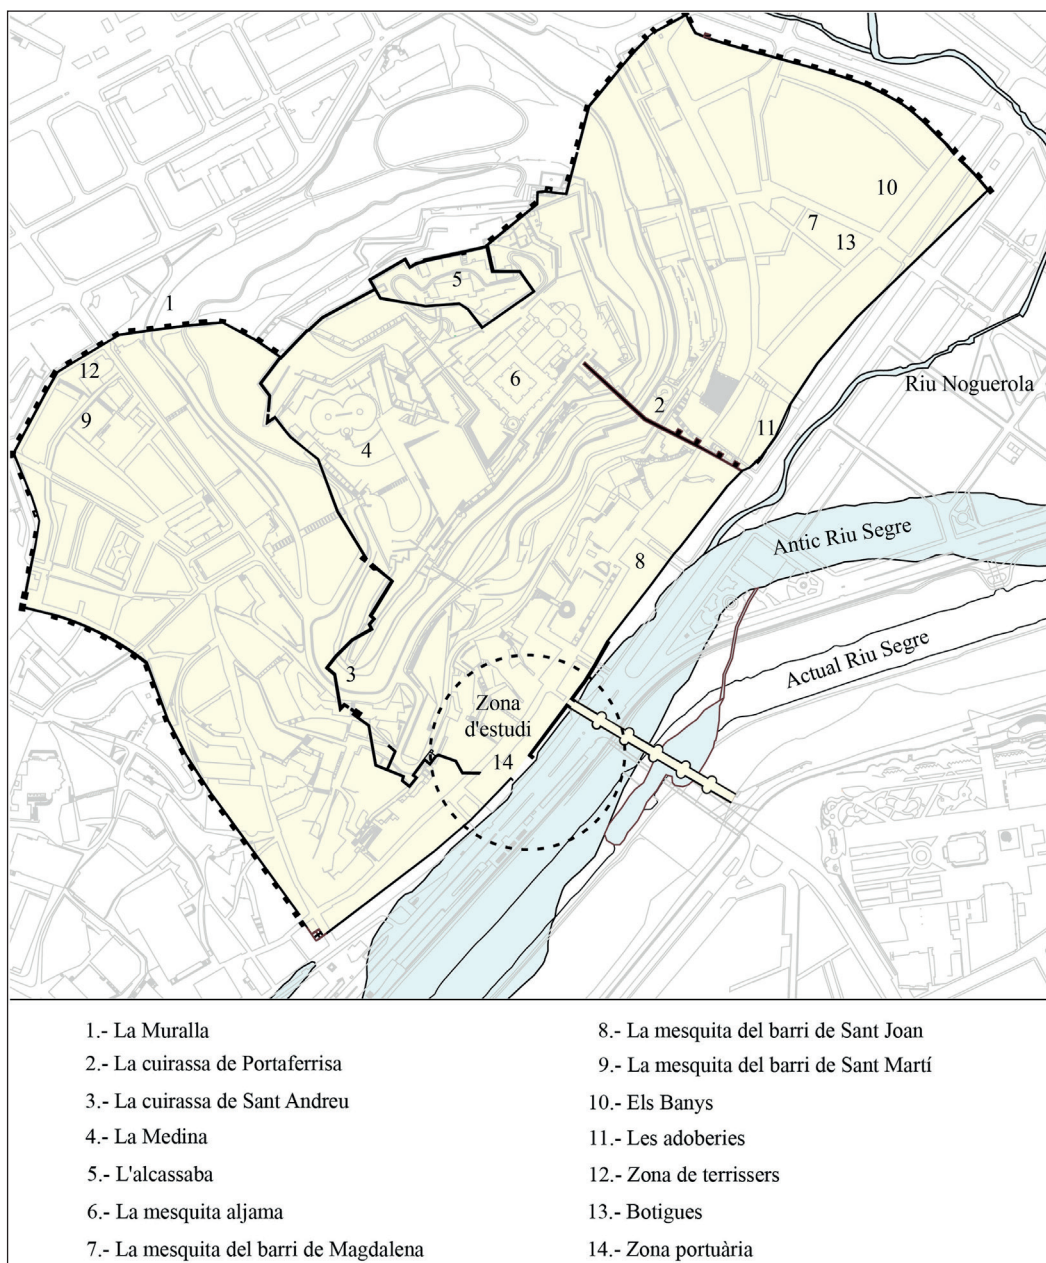 10
7
13
5
1
12
Riu Noguerola
6
2
9
11
4
Antic Riu Segre
8
Actual Riu Segre
3
Zona
d'estudi
14
1.- La Muralla
2.- La cuirassa de Portaferrisa
3.- La cuirassa de Sant Andreu
4.- La Medina
5.- L'alcassaba
6.- La mesquita aljama
7.- La mesquita del barri de Magdalena
8.- La mesquita del barri de Sant Joan
9.- La mesquita del barri de Sant Martí
10.- Els Banys
11.- Les adoberies
12.- Zona de terrissers
13.- Botigues
14.- Zona portuària